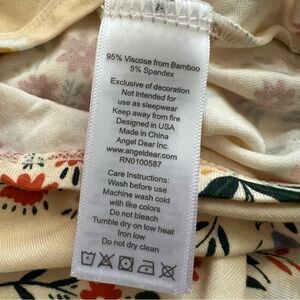 95% Viscose from Bamboo
5% Spandex
Exclusive of decoration
Not intended for
use as sleepwear
Keep away from fire
Designed in USA
Made in China
Angel Dear Inc.
www.angeldear.com
RN0100587
Care Instructions:
Wash before use
Machine wash cold
with like colors
Do not bleach
Tumble dry on low heat
Iron low
Do not dry clean